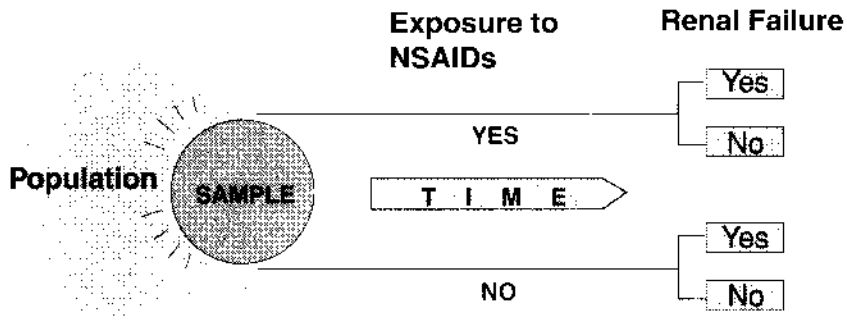 Exposure to
NSAIDs
Renal Failure
Yes
YES
No
Population
SAMPLE
T I M E
Yes
NO
No